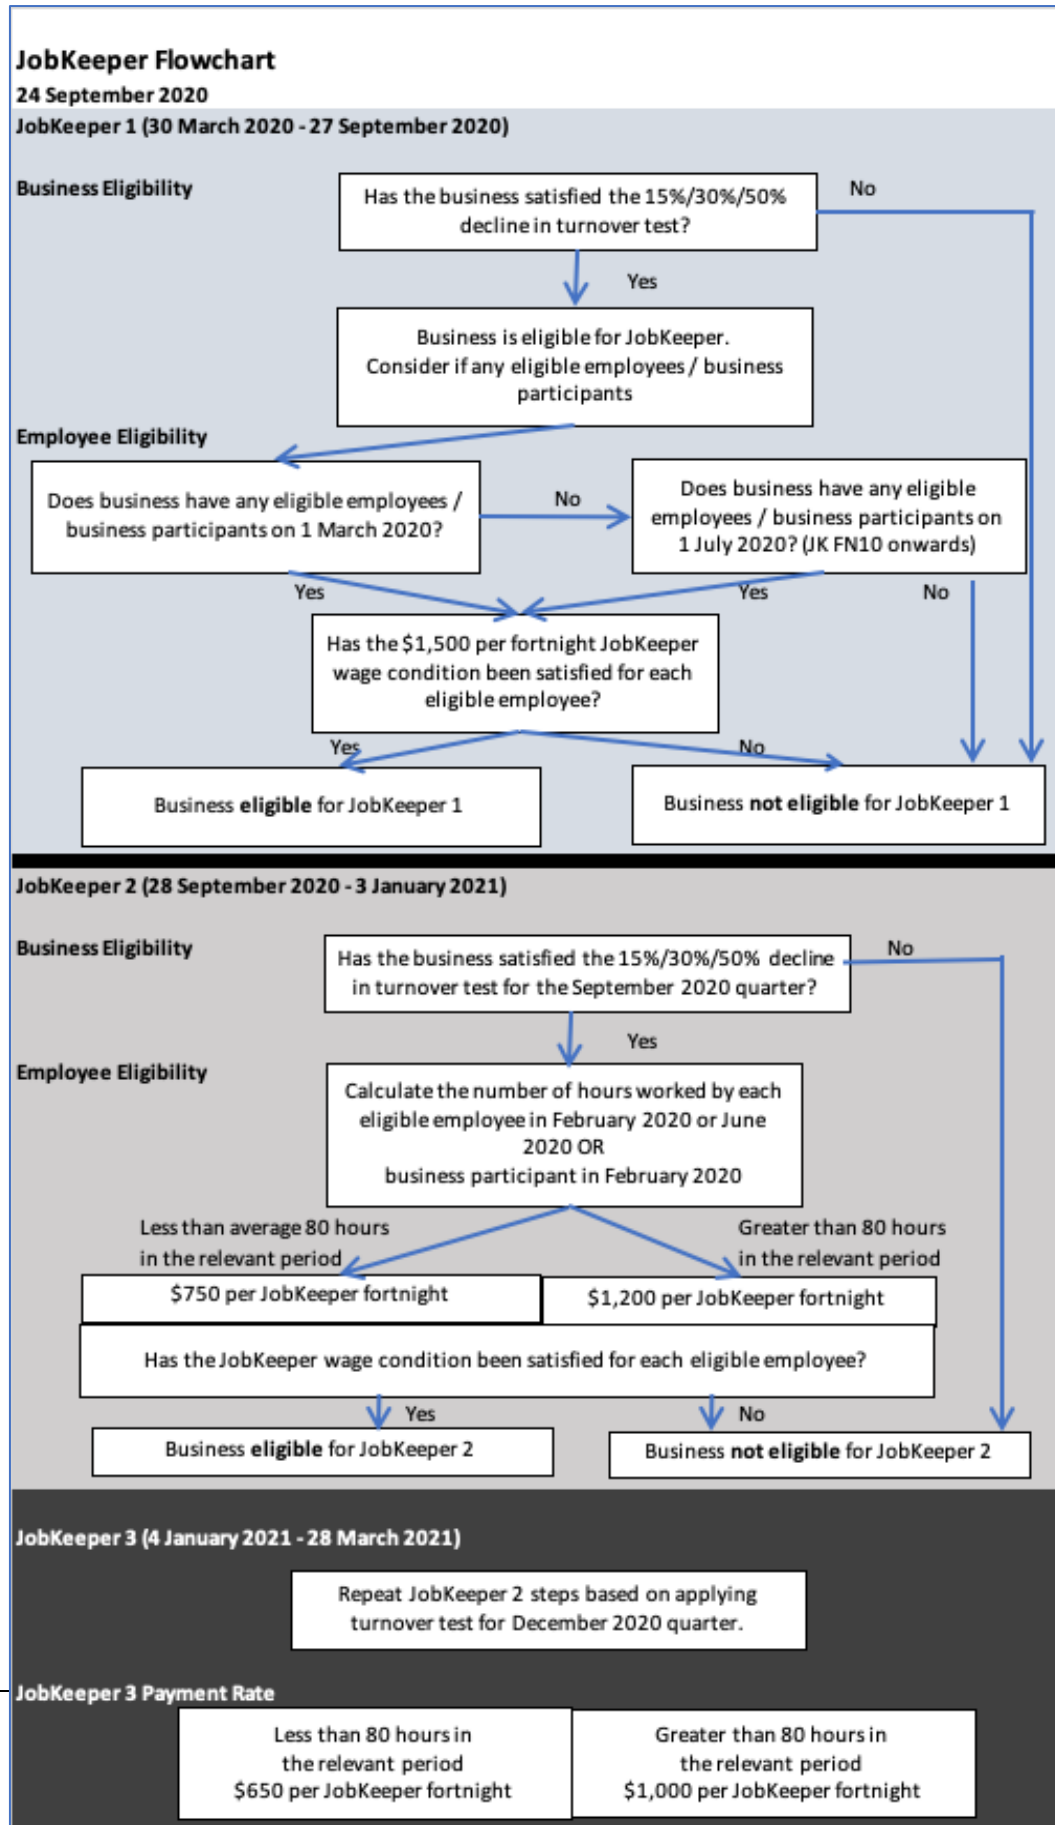 JobKeeper Flowchart
24 September 2020
JobKeeper 1 (30 March 2020 - 27 September 2020)
Business Eligibility
Has the business satisfied the 15%/30%/50%
decline in turnover test?
No
Yes
Business is eligible for JobKeeper.
Consider if any eligible employees / business
participants
Employee Eligibility
Does business have any eligible employees /
business participants on 1 March 2020?
No
Does business have any eligible
employees / business participants on
1 July 2020? (JK FN10 onwards)
Yes
Yes
No
Has the $1,500 per fortnight JobKeeper
wage condition been satisfied for each
eligible employee?
Yes
No
Business eligible for JobKeeper 1
Business not eligible for JobKeeper 1
JobKeeper 2 (28 September 2020 - 3 January 2021)
Business Eligibility
Has the business satisfied the 15%/30%/50% decline
in turnover test for the September 2020 quarter?
No
Yes
Employee Eligibility
Calculate the number of hours worked by each
eligible employee in February 2020 or June
2020 OR
business participant in February 2020
Less than average 80 hours
in the relevant period
Greater than 80 hours
in the relevant period
$750 per JobKeeper fortnight
$1,200 per JobKeeper fortnight
Has the JobKeeper wage condition been satisfied for each eligible employee?
Yes
No
Business eligible for JobKeeper 2
Business not eligible for JobKeeper 2
JobKeeper 3 (4 January 2021 - 28 March 2021)
Repeat JobKeeper 2 steps based on applying
turnover test for December 2020 quarter.
JobKeeper 3 Payment Rate
Less than 80 hours in
the relevant period
$650 per JobKeeper fortnight
Greater than 80 hours in
the relevant period
$1,000 per JobKeeper fortnight